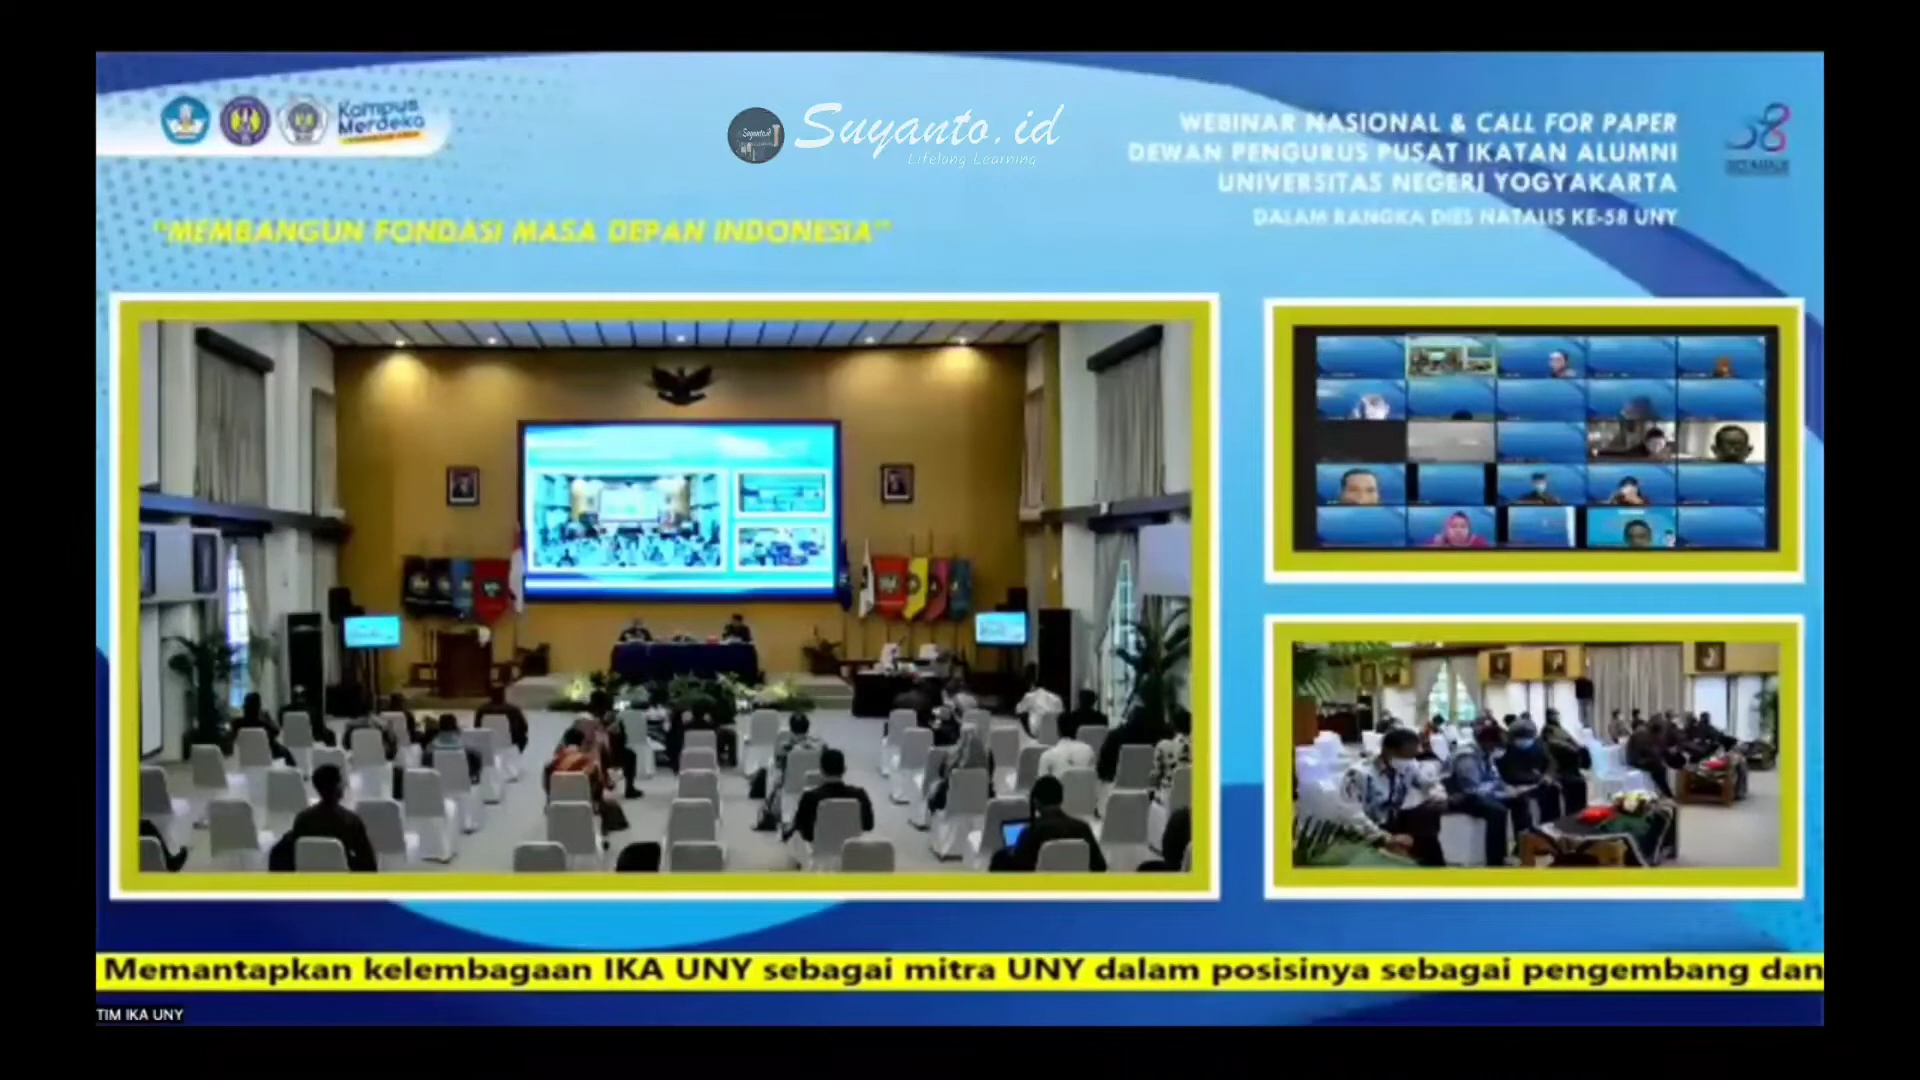 Kampus
Merdeka
Suyanto.id
Lifelong Learning
WEBINAR NASIONAL & CALL FOR PAPER
DEWAN PENGURUS PUSAT IKATAN ALUMNI
UNIVERSITAS NEGERI YOGYAKARTA
DALAM RANGKA DIES NATALIS KE-58 UNY
58
"MEMBANGUN FONDASI MASA DEPAN INDONESIA"
Memantapkan kelembagaan IKA UNY sebagai mitra UNY dalam posisinya sebagai pengembang dan
TIM IKA UNY